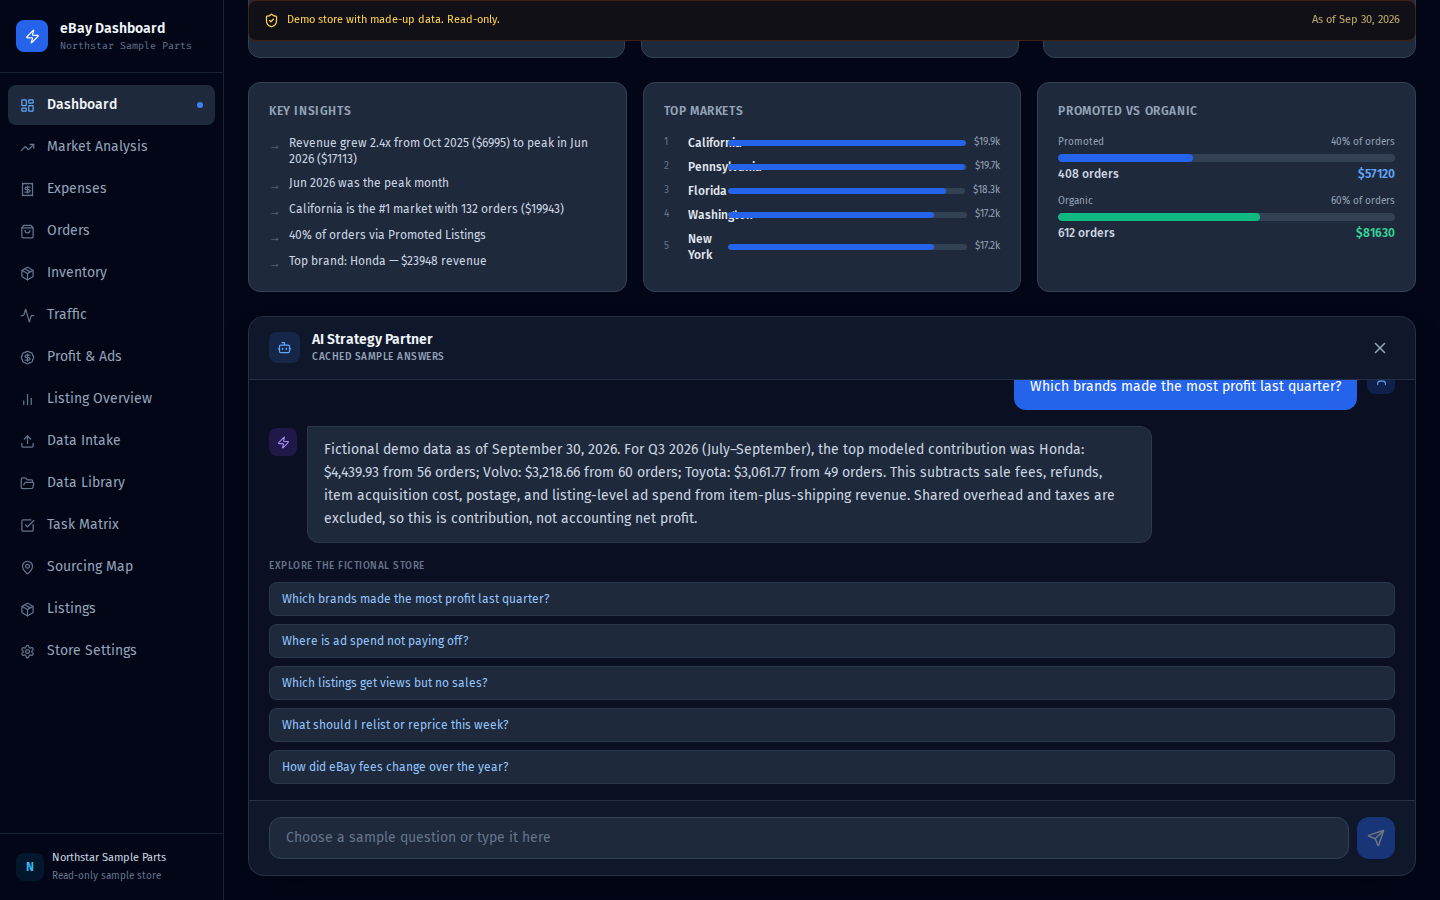 eBay Dashboard
Northstar Sample Parts
Dashboard
Market Analysis
Expenses
Orders
Inventory
Traffic
Profit & Ads
Listing Overview
Data Intake
Data Library
Task Matrix
Sourcing Map
Listings
Store Settings
N
Northstar Sample Parts
Read-only sample store
Demo store with made-up data. Read-only.
As of Sep 30, 2026
KEY INSIGHTS
→ Revenue grew 2.4x from Oct 2025 ($6995) to peak in Jun
2026 ($17113)
→ Jun 2026 was the peak month
→ California is the #1 market with 132 orders ($19943)
→ 40% of orders via Promoted Listings
→ Top brand: Honda — $23948 revenue
TOP MARKETS
1 California $19.9k
2 Pennsylvania $19.7k
3 Florida $18.3k
4 Washington $17.2k
5 New
York $17.2k
PROMOTED VS ORGANIC
Promoted 40% of orders
408 orders $57120
Organic 60% of orders
612 orders $81630
AI Strategy Partner
CACHED SAMPLE ANSWERS
Which brands made the most profit last quarter?
Fictional demo data as of September 30, 2026. For Q3 2026 (July–September), the top modeled contribution was Honda:
$4,439.93 from 56 orders; Volvo: $3,218.66 from 60 orders; Toyota: $3,061.77 from 49 orders. This subtracts sale fees, refunds,
item acquisition cost, postage, and listing-level ad spend from item-plus-shipping revenue. Shared overhead and taxes are
excluded, so this is contribution, not accounting net profit.
EXPLORE THE FICTIONAL STORE
Which brands made the most profit last quarter?
Where is ad spend not paying off?
Which listings get views but no sales?
What should I relist or reprice this week?
How did eBay fees change over the year?
Choose a sample question or type it here